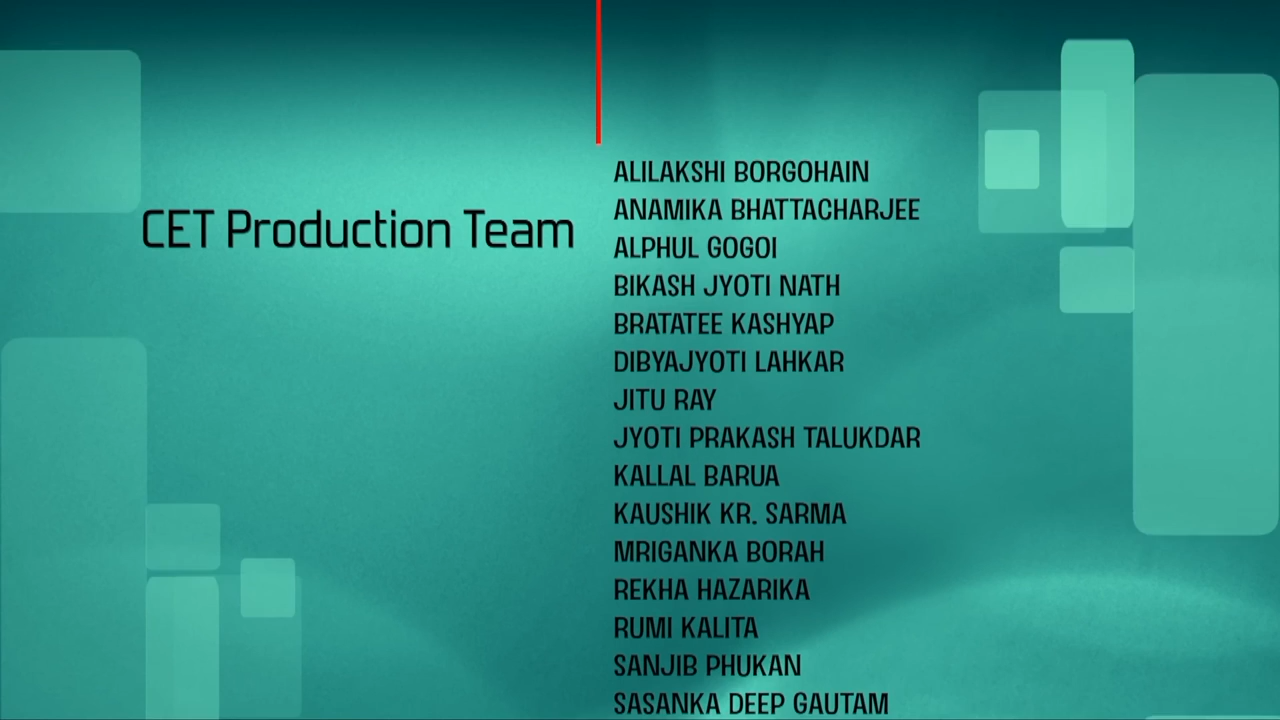 CET Production Team
ALILAKSHI BORGOHAIN
ANAMIKA BHATTACHARJEE
ALPHUL GOGOI
BIKASH JYOTI NATH
BRATATEE KASHYAP
DIBYAJYOTI LAHKAR
JITU RAY
JYOTI PRAKASH TALUKDAR
KALLAL BARUA
KAUSHIK KR. SARMA
MRIGANKA BORAH
REKHA HAZARIKA
RUMI KALITA
SANJIB PHUKAN
SASANKA DEEP GAUTAM